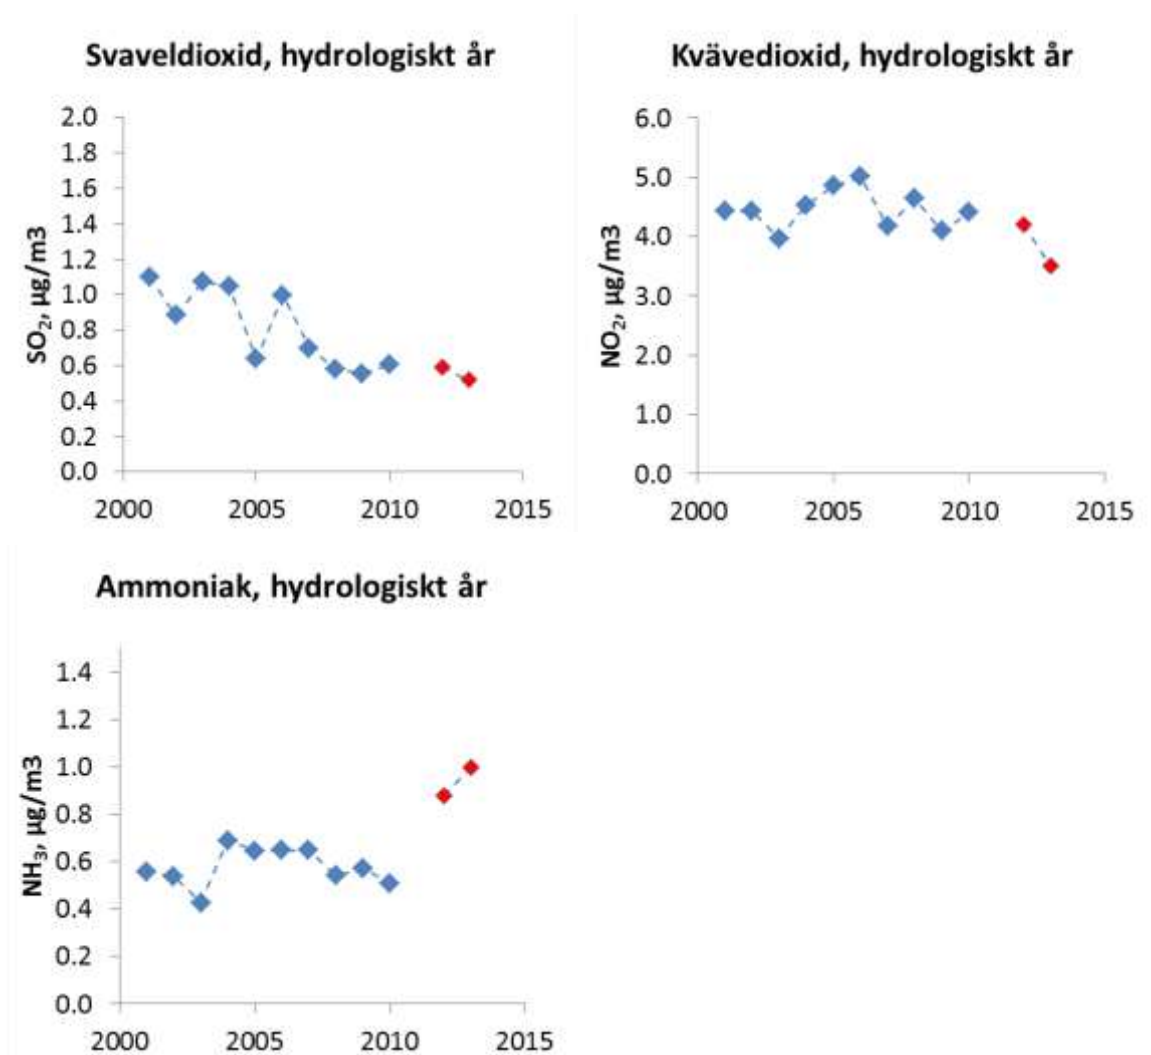 Svaveldioxid, hydrologiskt år
2.0
1.8
1.6
1.4
1.2
1.0
0.8
0.6
0.4
0.2
0.0
SO₂, µg/m3
2000 2005 2010 2015
Kvävedioxid, hydrologiskt år
6.0
5.0
4.0
3.0
2.0
1.0
0.0
NO₂, µg/m3
2000 2005 2010 2015
Ammoniak, hydrologiskt år
1.4
1.2
1.0
0.8
0.6
0.4
0.2
0.0
NH₃, µg/m3
2000 2005 2010 2015